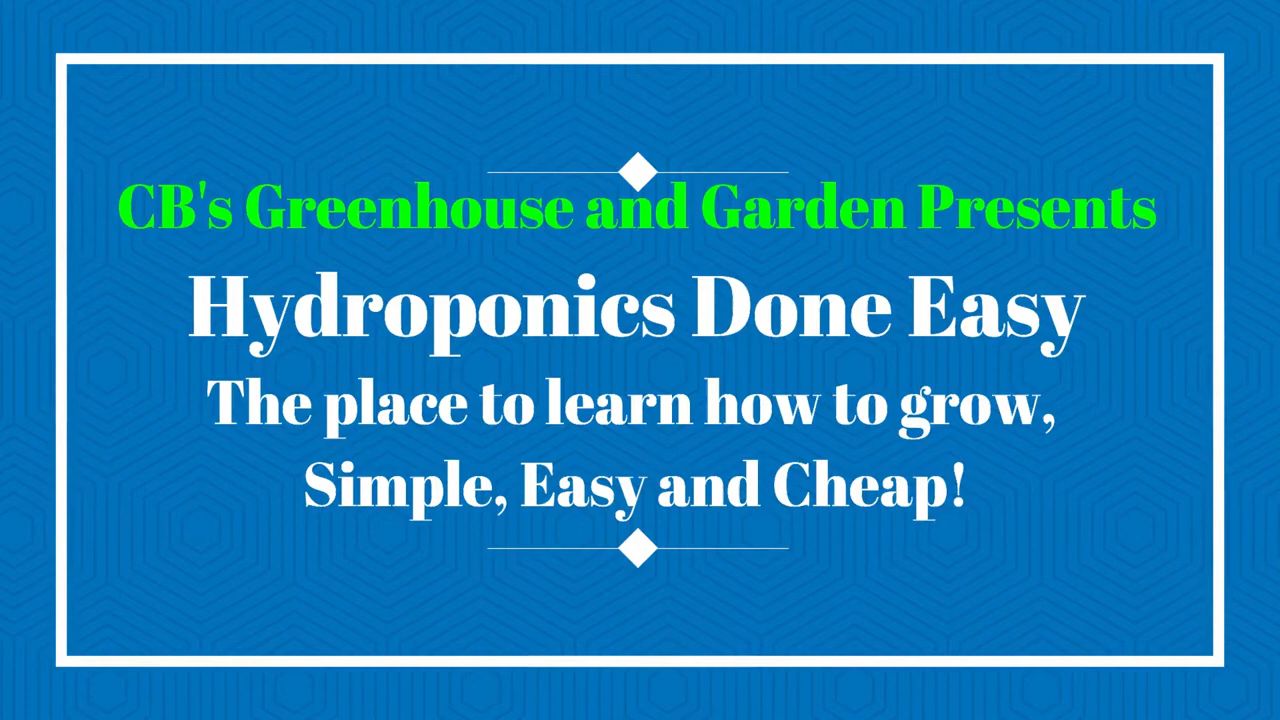 CB's Greenhouse and Garden Presents
Hydroponics Done Easy
The place to learn how to grow,
Simple, Easy and Cheap!